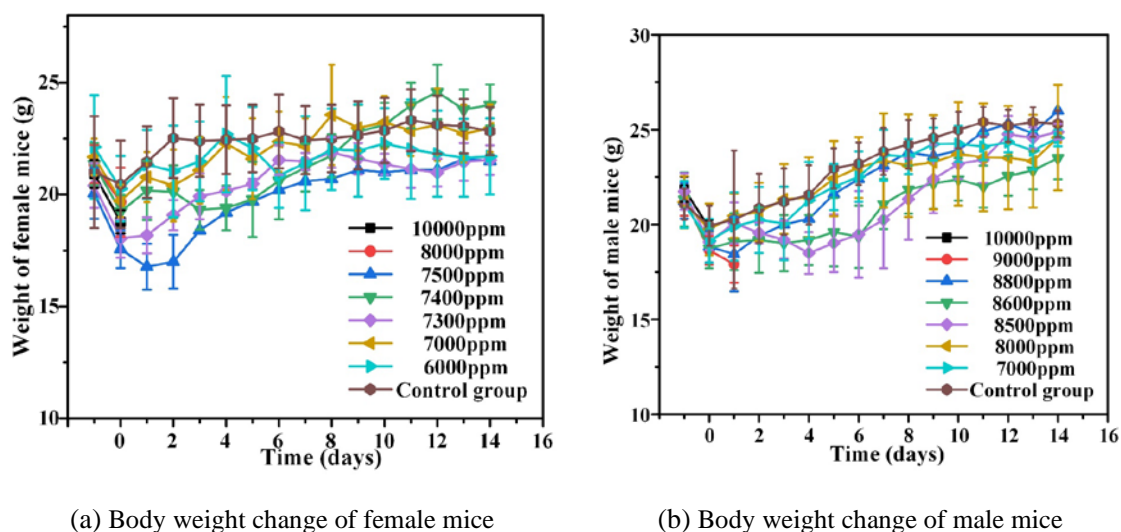 25
20
15
10
Weight of female mice (g)
0 2 4 6 8 10 12 14 16
Time (days)
10000ppm
8000ppm
7500ppm
7400ppm
7300ppm
7000ppm
6000ppm
Control group
30
25
20
15
10
Weight of male mice (g)
0 2 4 6 8 10 12 14 16
Time (days)
10000ppm
9000ppm
8800ppm
8600ppm
8500ppm
8000ppm
7000ppm
Control group
(a) Body weight change of female mice
(b) Body weight change of male mice